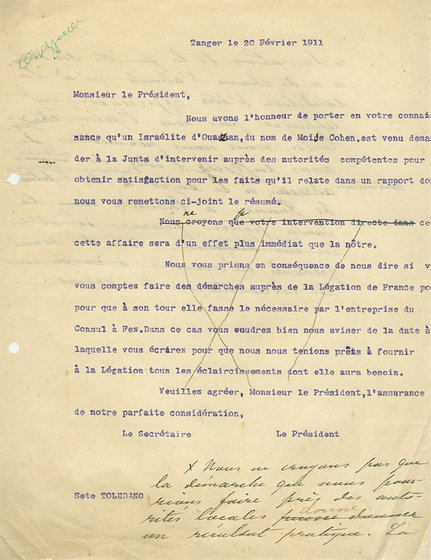 Tanger le 20 Février 1911
Monsieur le Président,
Nous avons l'honneur de porter en votre connais
sance qu'un Israélite d'Ouazzan, du nom de Moïse Cohen, est venu deman
der à la Junta d'intervenir auprès des autorités compétentes pour
obtenir satisfaction pour les faits qu'il relate dans un rapport do
nous vous remettons ci-joint le résumé.
Nous ne croyons que votre intervention directe dans ce
cette affaire sera d'un effet plus immédiat que la nôtre.
Nous vous prions en conséquence de nous dire si v
vous comptez faire des démarches auprès de la Légation de France po
pour que à son tour elle fasse le nécessaire par l'entreprise du
Consul à Fez, Dans ce cas vous voudrez bien nous aviser de la date à
laquelle vous écrirez pour que nous nous tenions prêts à fournir
à la Légation tous les éclaircissements dont elle aura besoin.
Veuillez agréer, Monsieur le Président, l'assurance
de notre parfaite considération,
Le Secrétaire Le Président
x Nous ne croyons pas que
la démarche que nous pour-
Sete TOLEDANO
rions faire près des auto-
rités locales donne
un résultat pratique. La